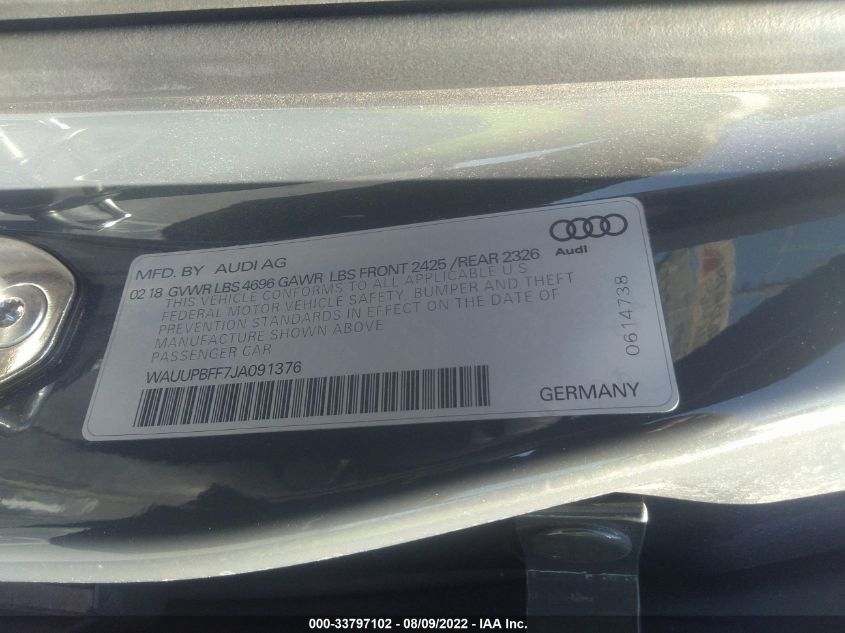 MFD. BY AUDI AG
02 18 GVWR LBS 4696 GAWR LBS FRONT 2425 /REAR 2326
THIS VEHICLE CONFORMS TO ALL APPLICABLE U.S
FEDERAL MOTOR VEHICLE SAFETY, BUMPER AND THEFT
PREVENTION STANDARDS IN EFFECT ON THE DATE OF
MANUFACTURE SHOWN ABOVE
PASSENGER CAR
WAUUPBFF7JA091376
Audi
0614738
GERMANY
000-33797102 - 08/09/2022 - IAA Inc.